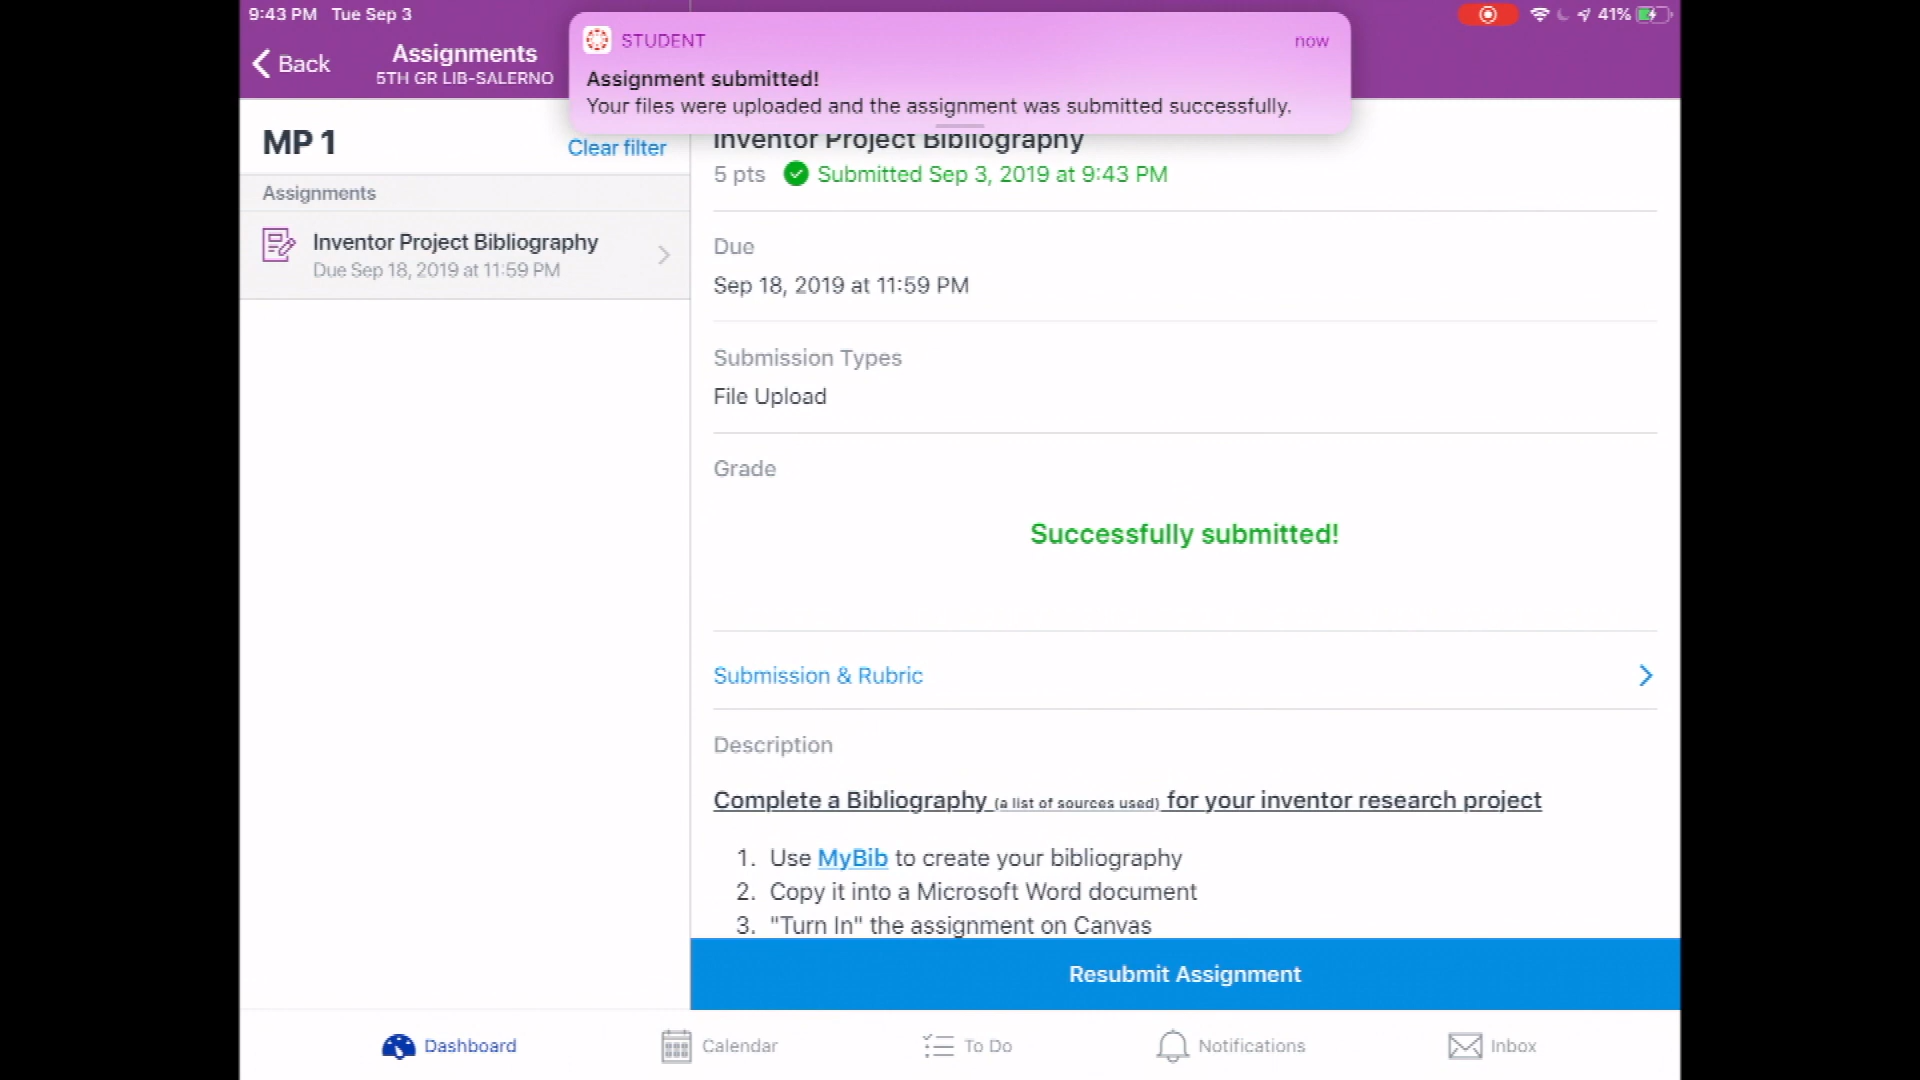 9:43 PM Tue Sep 3
41%
Back
Assignments
5TH GR LIB-SALERNO
STUDENT
now
Assignment submitted!
Your files were uploaded and the assignment was submitted successfully.
MP 1
Clear filter
Assignments
Inventor Project Bibliography
Due Sep 18, 2019 at 11:59 PM
Inventor Project Bibliography
5 pts Submitted Sep 3, 2019 at 9:43 PM
Due
Sep 18, 2019 at 11:59 PM
Submission Types
File Upload
Grade
Successfully submitted!
Submission & Rubric
Description
Complete a Bibliography (a list of sources used) for your inventor research project
1. Use MyBib to create your bibliography
2. Copy it into a Microsoft Word document
3. "Turn In" the assignment on Canvas
Resubmit Assignment
Dashboard
Calendar
To Do
Notifications
Inbox